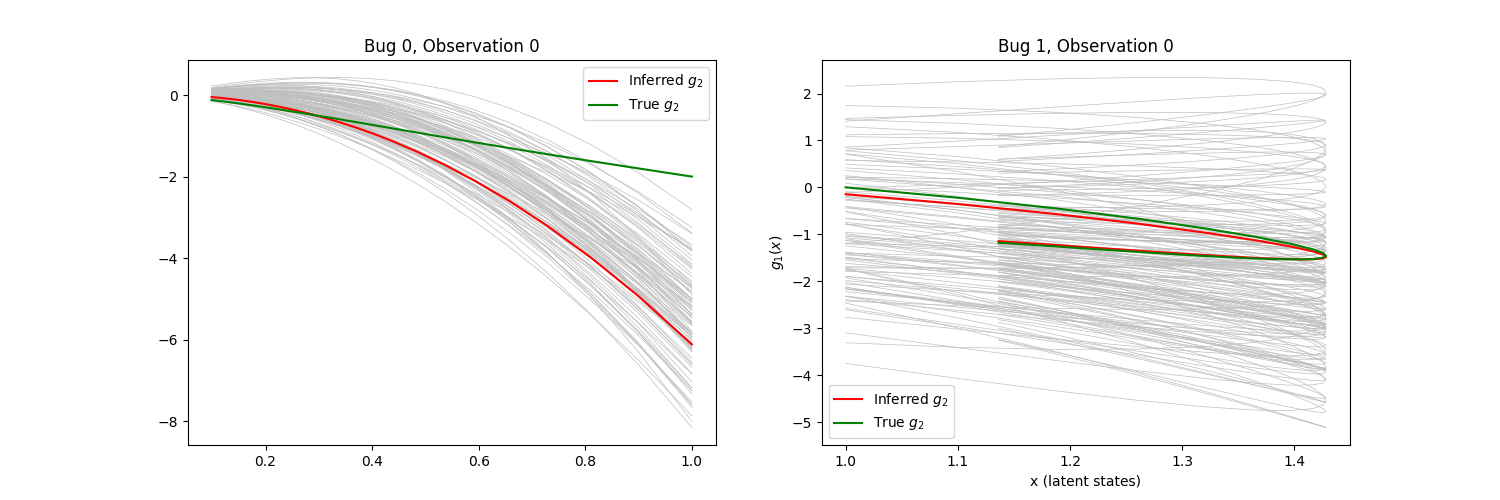 Bug 0, Observation 0
Inferred g₂
True g₂
0
−2
−4
−6
−8
0.2 0.4 0.6 0.8 1.0
Bug 1, Observation 0
g₁(x)
2
1
0
−1
−2
−3
−4
−5
Inferred g₂
True g₂
1.0 1.1 1.2 1.3 1.4
x (latent states)